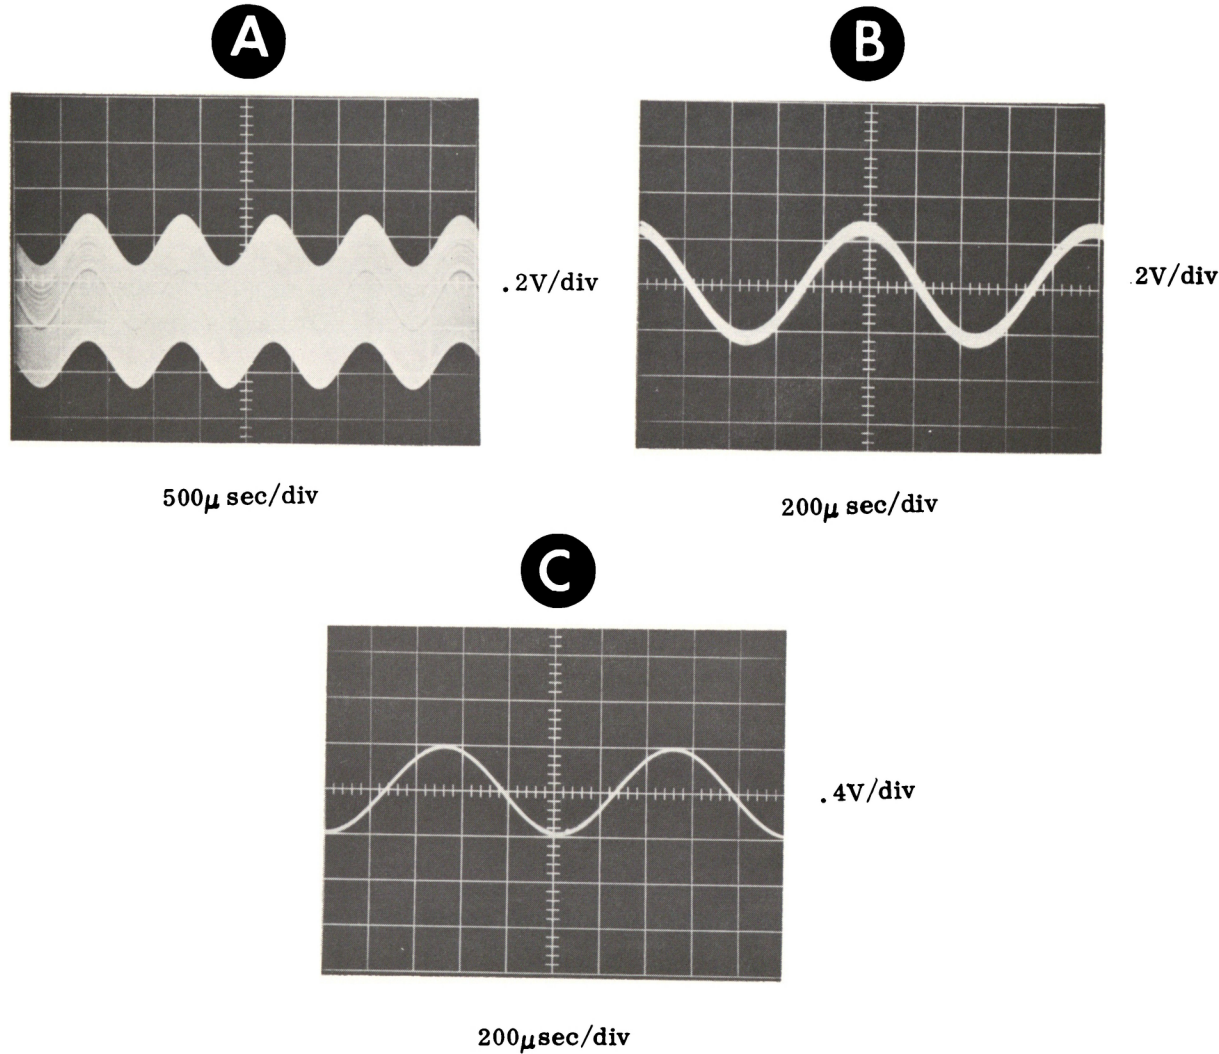 A
B
.2V/div
.2V/div
500μ sec/div
200μ sec/div
C
.4V/div
200μsec/div